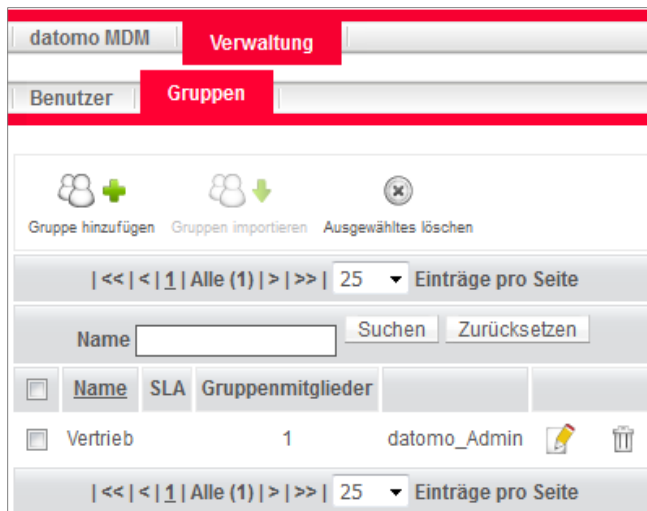 datomo MDM Verwaltung
Benutzer Gruppen
Gruppe hinzufügen Gruppen importieren Ausgewähltes löschen
| << | < | 1 | Alle (1) | > | >> | 25 Einträge pro Seite
Name Suchen Zurücksetzen
Name SLA Gruppenmitglieder
Vertrieb 1 datomo_Admin
| << | < | 1 | Alle (1) | > | >> | 25 Einträge pro Seite